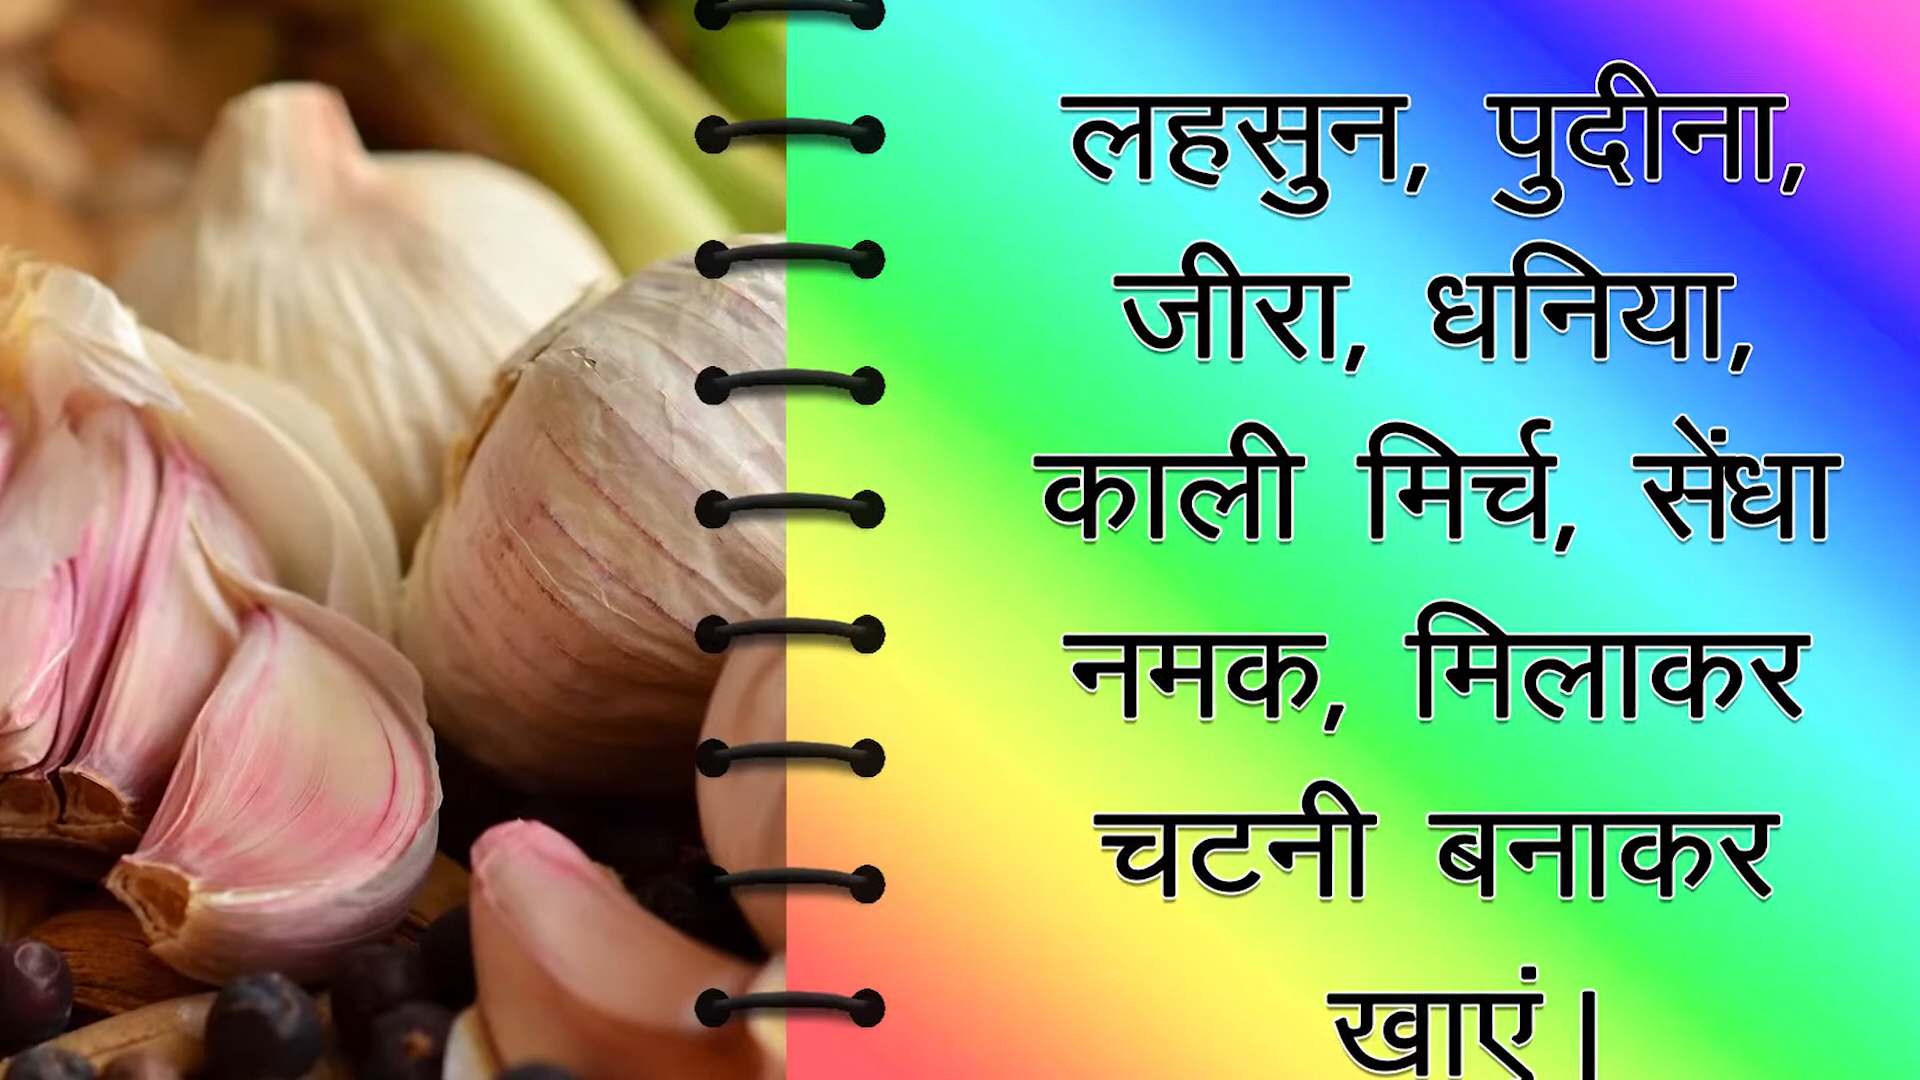 लहसुन, पुदीना,
जीरा, धनिया,
काली मिर्च, सेंधा
नमक, मिलाकर
चटनी बनाकर
खाएं।